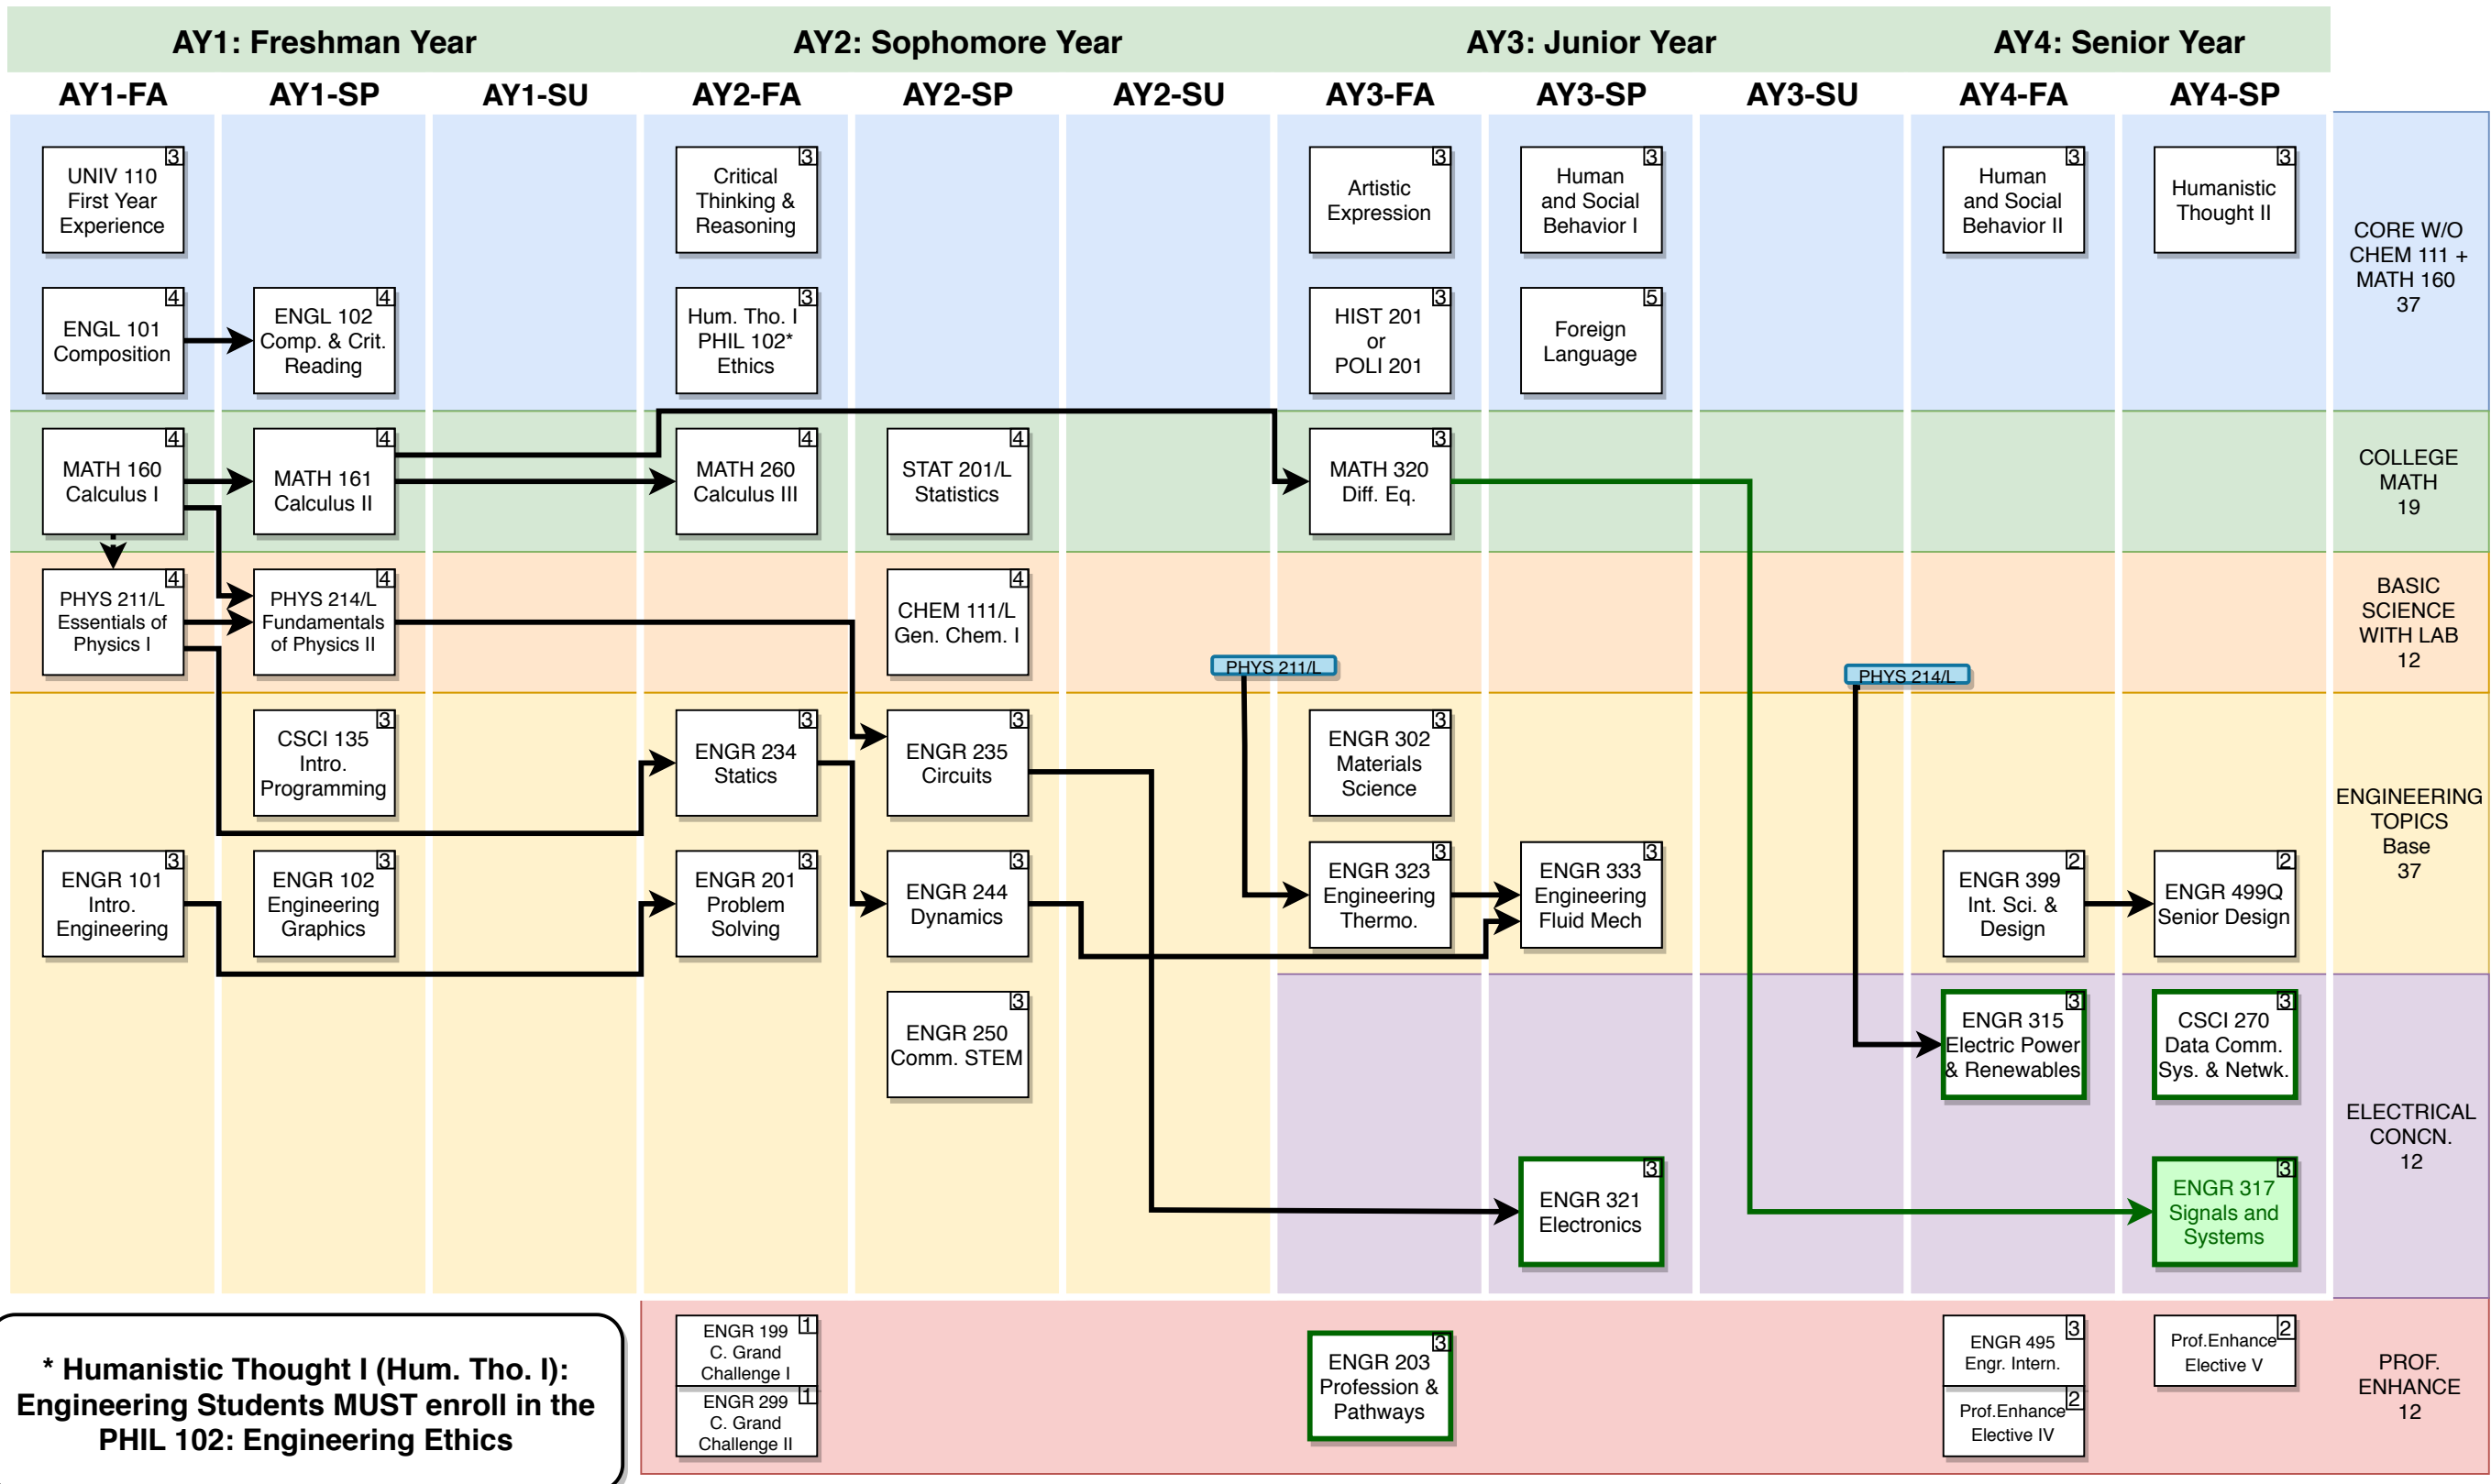 AY1: Freshman Year
AY2: Sophomore Year
AY3: Junior Year
AY4: Senior Year
AY1-FA
AY1-SP
AY1-SU
AY2-FA
AY2-SP
AY2-SU
AY3-FA
AY3-SP
AY3-SU
AY4-FA
AY4-SP
3
UNIV 110
First Year
Experience
3
Critical
Thinking &
Reasoning
3
Artistic
Expression
3
Human
and Social
Behavior I
3
Human
and Social
Behavior II
3
Humanistic
Thought II
CORE W/O
CHEM 111 +
MATH 160
37
4
ENGL 101
Composition
4
ENGL 102
Comp. & Crit.
Reading
3
Hum. Tho. I
PHIL 102*
Ethics
3
HIST 201
or
POLI 201
5
Foreign
Language
4
MATH 160
Calculus I
4
MATH 161
Calculus II
4
MATH 260
Calculus III
4
STAT 201/L
Statistics
3
MATH 320
Diff. Eq.
COLLEGE
MATH
19
4
PHYS 211/L
Essentials of
Physics I
4
PHYS 214/L
Fundamentals
of Physics II
4
CHEM 111/L
Gen. Chem. I
PHYS 211/L
PHYS 214/L
BASIC
SCIENCE
WITH LAB
12
3
CSCI 135
Intro.
Programming
3
ENGR 234
Statics
3
ENGR 235
Circuits
3
ENGR 302
Materials
Science
ENGINEERING
TOPICS
Base
37
3
ENGR 101
Intro.
Engineering
3
ENGR 102
Engineering
Graphics
3
ENGR 201
Problem
Solving
3
ENGR 244
Dynamics
3
ENGR 323
Engineering
Thermo.
3
ENGR 333
Engineering
Fluid Mech
2
ENGR 399
Int. Sci. &
Design
2
ENGR 499Q
Senior Design
3
ENGR 250
Comm. STEM
3
ENGR 315
Electric Power
& Renewables
3
CSCI 270
Data Comm.
Sys. & Netwk.
ELECTRICAL
CONCN.
12
3
ENGR 321
Electronics
3
ENGR 317
Signals and
Systems
* Humanistic Thought I (Hum. Tho. I):
Engineering Students MUST enroll in the
PHIL 102: Engineering Ethics
1
ENGR 199
C. Grand
Challenge I
1
ENGR 299
C. Grand
Challenge II
3
ENGR 203
Profession &
Pathways
3
ENGR 495
Engr. Intern.
2
Prof.Enhance
Elective IV
2
Prof.Enhance
Elective V
PROF.
ENHANCE
12